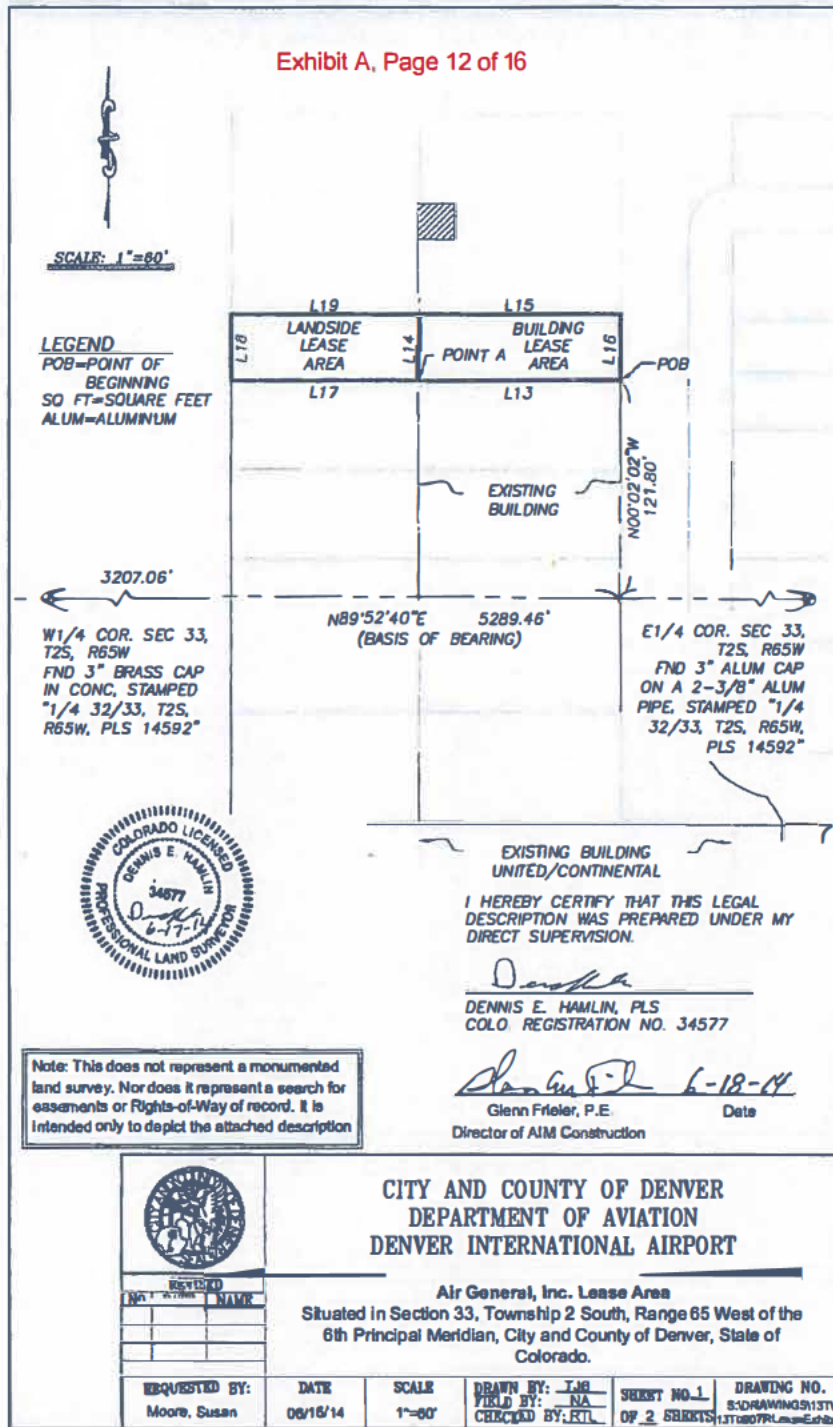 Exhibit A, Page 12 of 16
SCALE: 1"=60'
LEGEND
POB=POINT OF
BEGINNING
SQ FT=SQUARE FEET
ALUM=ALUMINUM
L19
L15
L18
LANDSIDE
LEASE
AREA
L14
POINT A
BUILDING
LEASE
AREA
L16
POB
L17
L13
EXISTING
BUILDING
N00°02'02"W
121.80'
3207.06'
N89°52'40"E 5289.46'
(BASIS OF BEARING)
W1/4 COR. SEC 33,
T2S, R65W
FND 3" BRASS CAP
IN CONC, STAMPED
"1/4 32/33, T2S,
R65W, PLS 14592"
E1/4 COR. SEC 33,
T2S, R65W
FND 3" ALUM CAP
ON A 2-3/8" ALUM
PIPE, STAMPED "1/4
32/33, T2S, R65W,
PLS 14592"
COLORADO LICENSED
DENNIS E. HAMLIN
34577
6-17-14
PROFESSIONAL LAND SURVEYOR
EXISTING BUILDING
UNITED/CONTINENTAL
I HEREBY CERTIFY THAT THIS LEGAL
DESCRIPTION WAS PREPARED UNDER MY
DIRECT SUPERVISION.
DENNIS E. HAMLIN, PLS
COLO REGISTRATION NO. 34577
6-18-14
Glenn Frieler, P.E. Date
Director of AIM Construction
Note: This does not represent a monumented
land survey. Nor does it represent a search for
easements or Rights-of-Way of record. It is
intended only to depict the attached description
CITY AND COUNTY OF DENVER
DEPARTMENT OF AVIATION
DENVER INTERNATIONAL AIRPORT
REVISED
NO NAME
Air General, Inc. Lease Area
Situated in Section 33, Township 2 South, Range 65 West of the
6th Principal Meridian, City and County of Denver, State of
Colorado.
REQUESTED BY:
Moore, Susan
DATE
06/16/14
SCALE
1"=60'
DRAWN BY: TJB
FIELD BY: NA
CHECKED BY: RTL
SHEET NO. 1
OF 2 SHEETS
DRAWING NO.